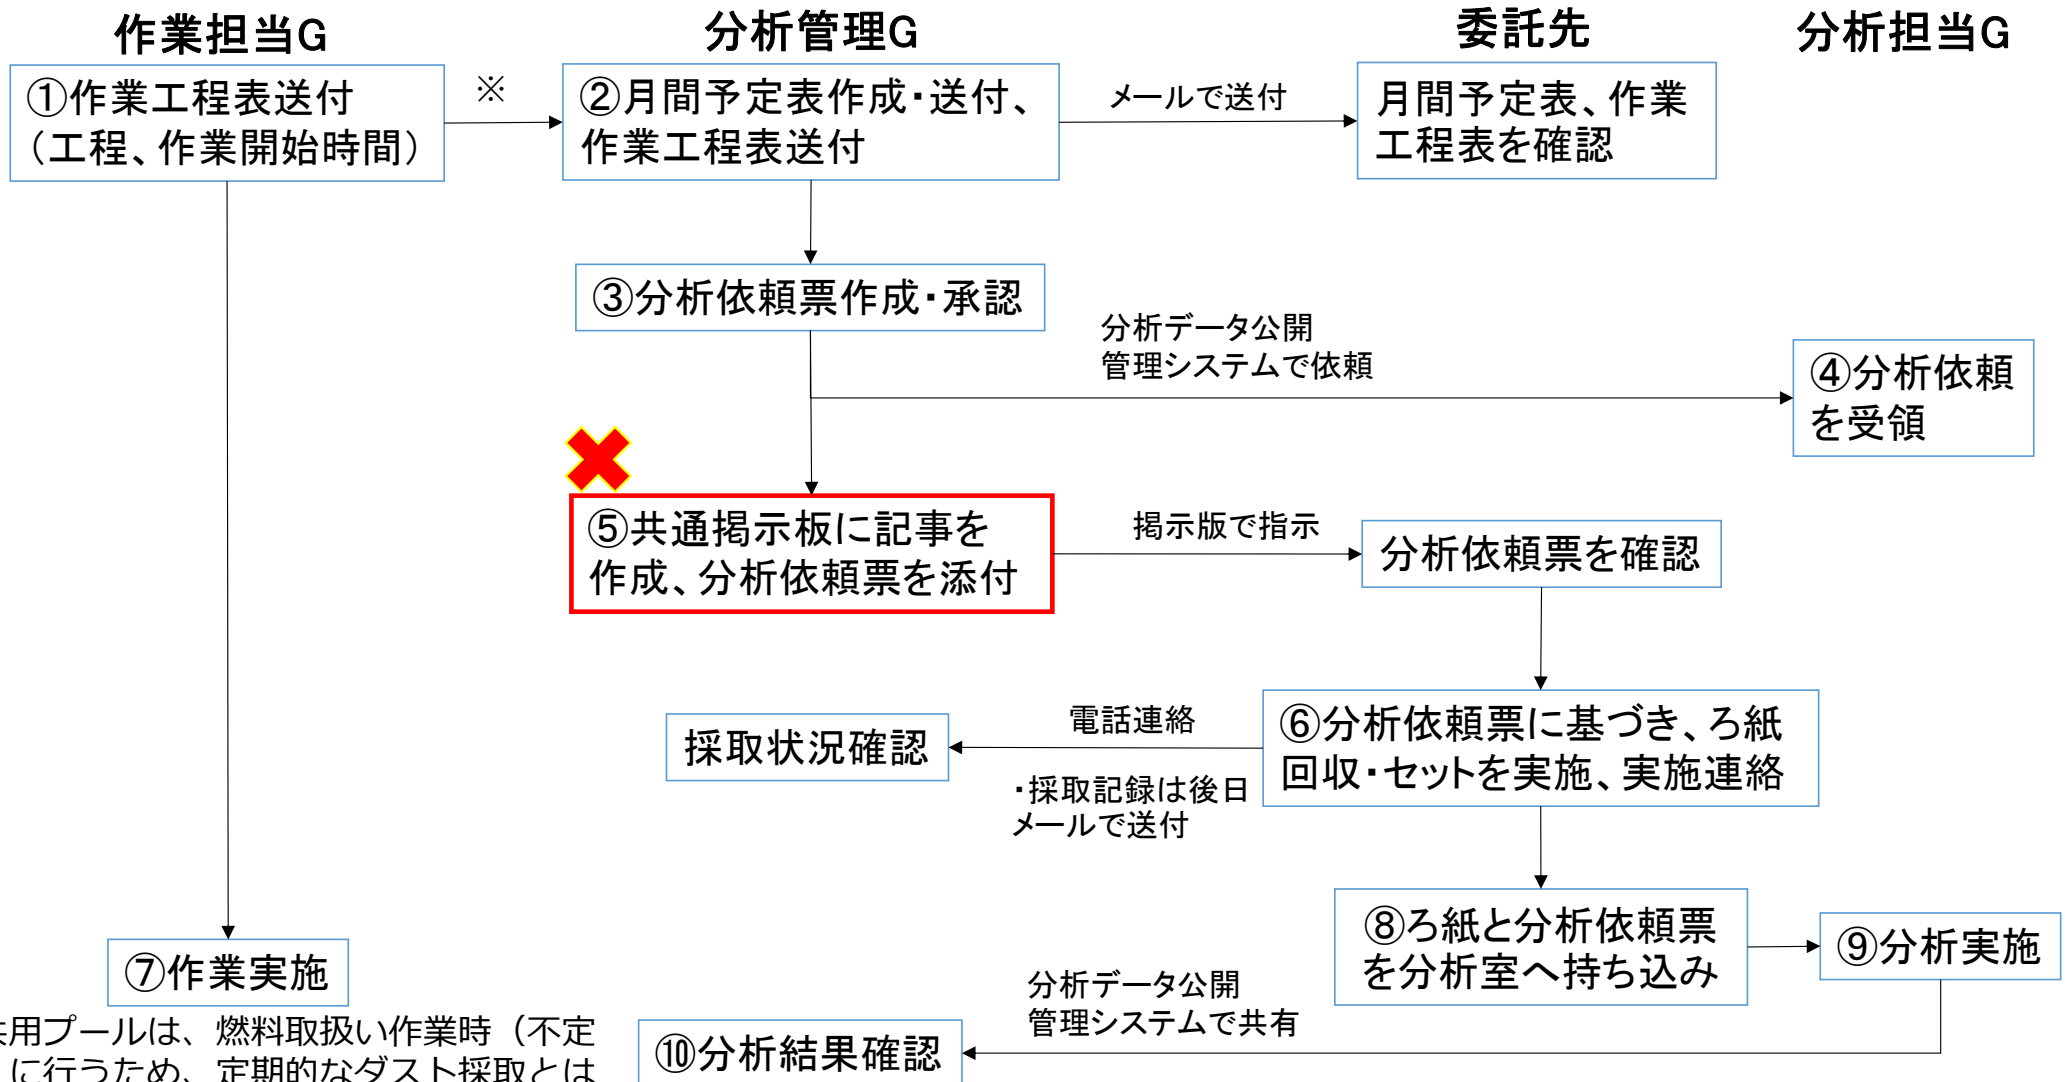 作業担当G
分析管理G
委託先
分析担当G
①作業工程表送付
（工程、作業開始時間）
※
②月間予定表作成・送付、
作業工程表送付
メールで送付
月間予定表、作業
工程表を確認
③分析依頼票作成・承認
分析データ公開
管理システムで依頼
④分析依頼
を受領
⑤共通掲示板に記事を
作成、分析依頼票を添付
掲示版で指示
分析依頼票を確認
⑥分析依頼票に基づき、ろ紙
回収・セットを実施、実施連絡
電話連絡
採取状況確認
・採取記録は後日
メールで送付
⑦作業実施
⑧ろ紙と分析依頼票
を分析室へ持ち込み
⑨分析実施
分析データ公開
管理システムで共有
⑩分析結果確認
共用プールは、燃料取扱い作業時（不定
に行うため、定期的なダスト採取とは